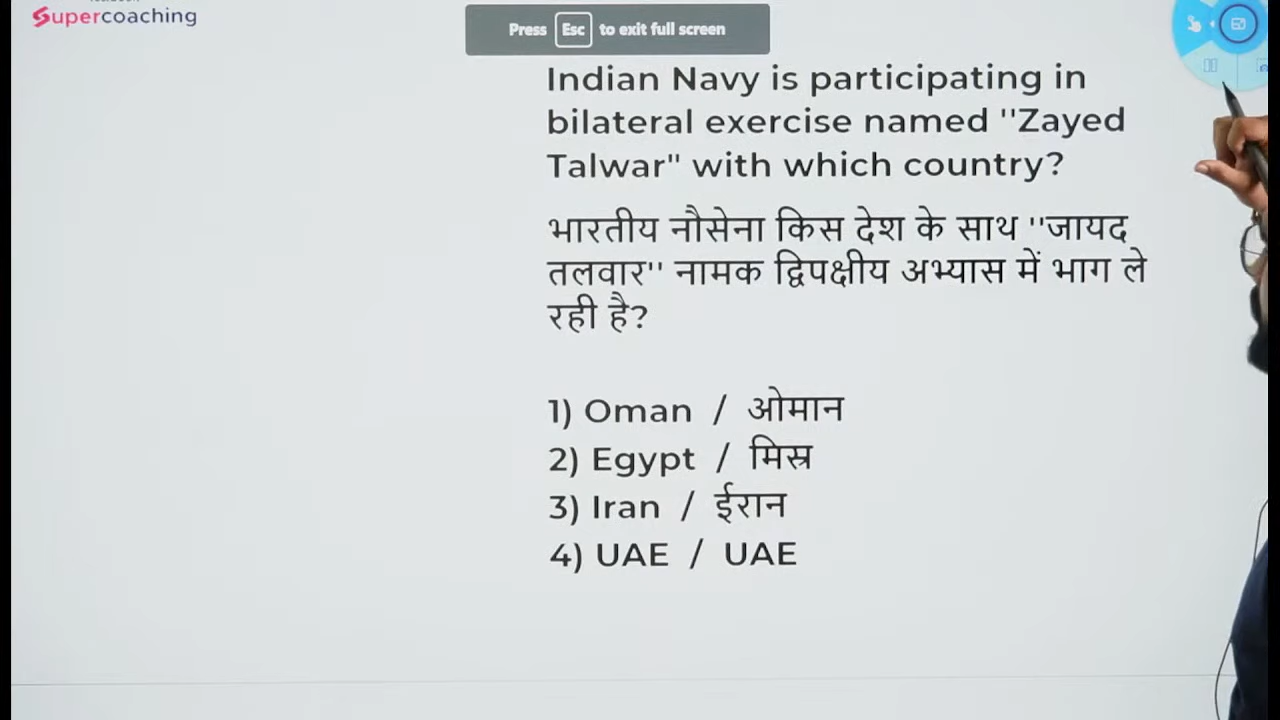 Supercoaching
Press Esc to exit full screen
Indian Navy is participating in
bilateral exercise named ''Zayed
Talwar" with which country?
भारतीय नौसेना किस देश के साथ ''जायद
तलवार'' नामक द्विपक्षीय अभ्यास में भाग ले
रही है?
1) Oman / ओमान
2) Egypt / मिस्र
3) Iran / ईरान
4) UAE / UAE